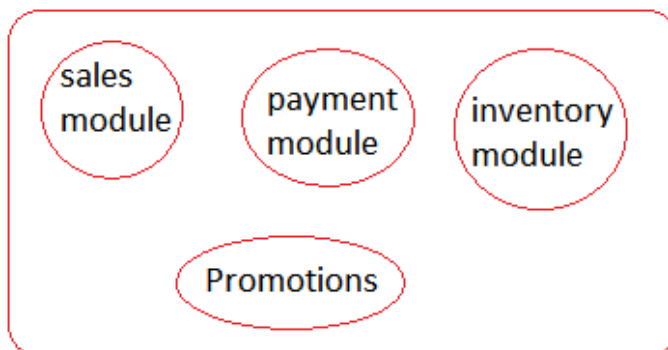 sales
module
payment
module
inventory
module
Promotions